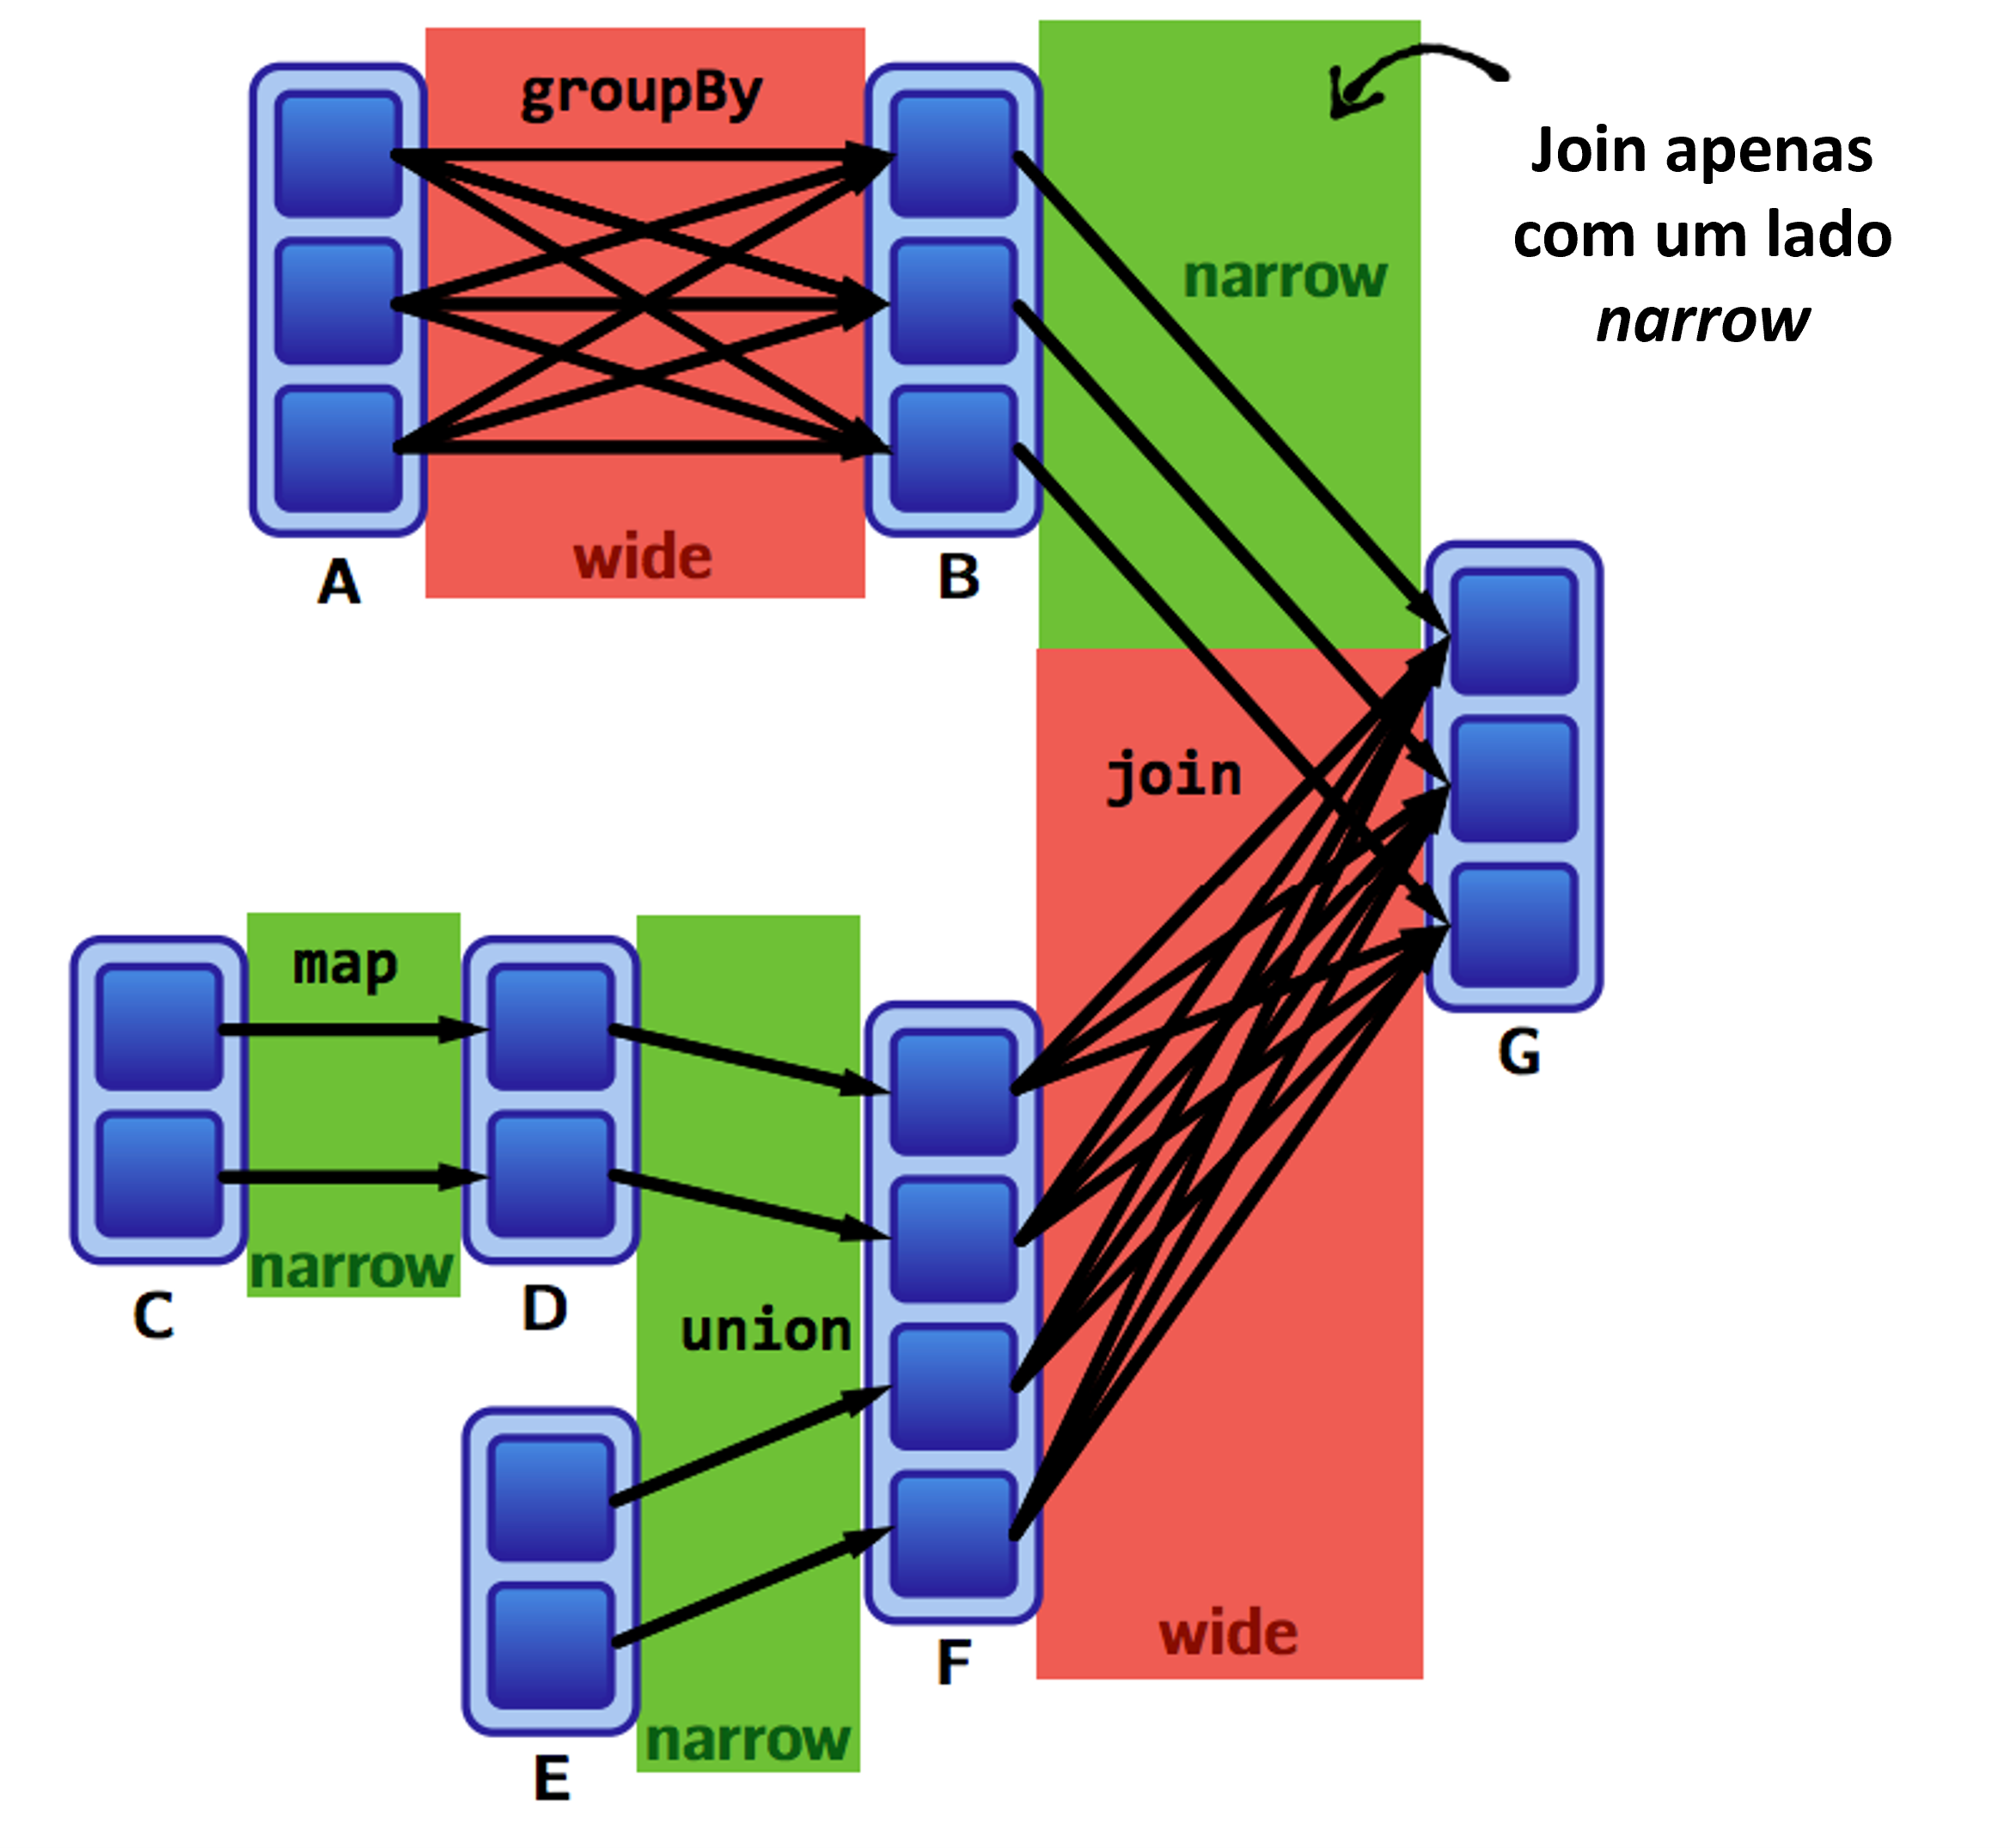 groupBy
wide
A
B
narrow
Join apenas
com um lado
narrow
join
G
map
narrow
C
D
union
narrow
E
F
wide